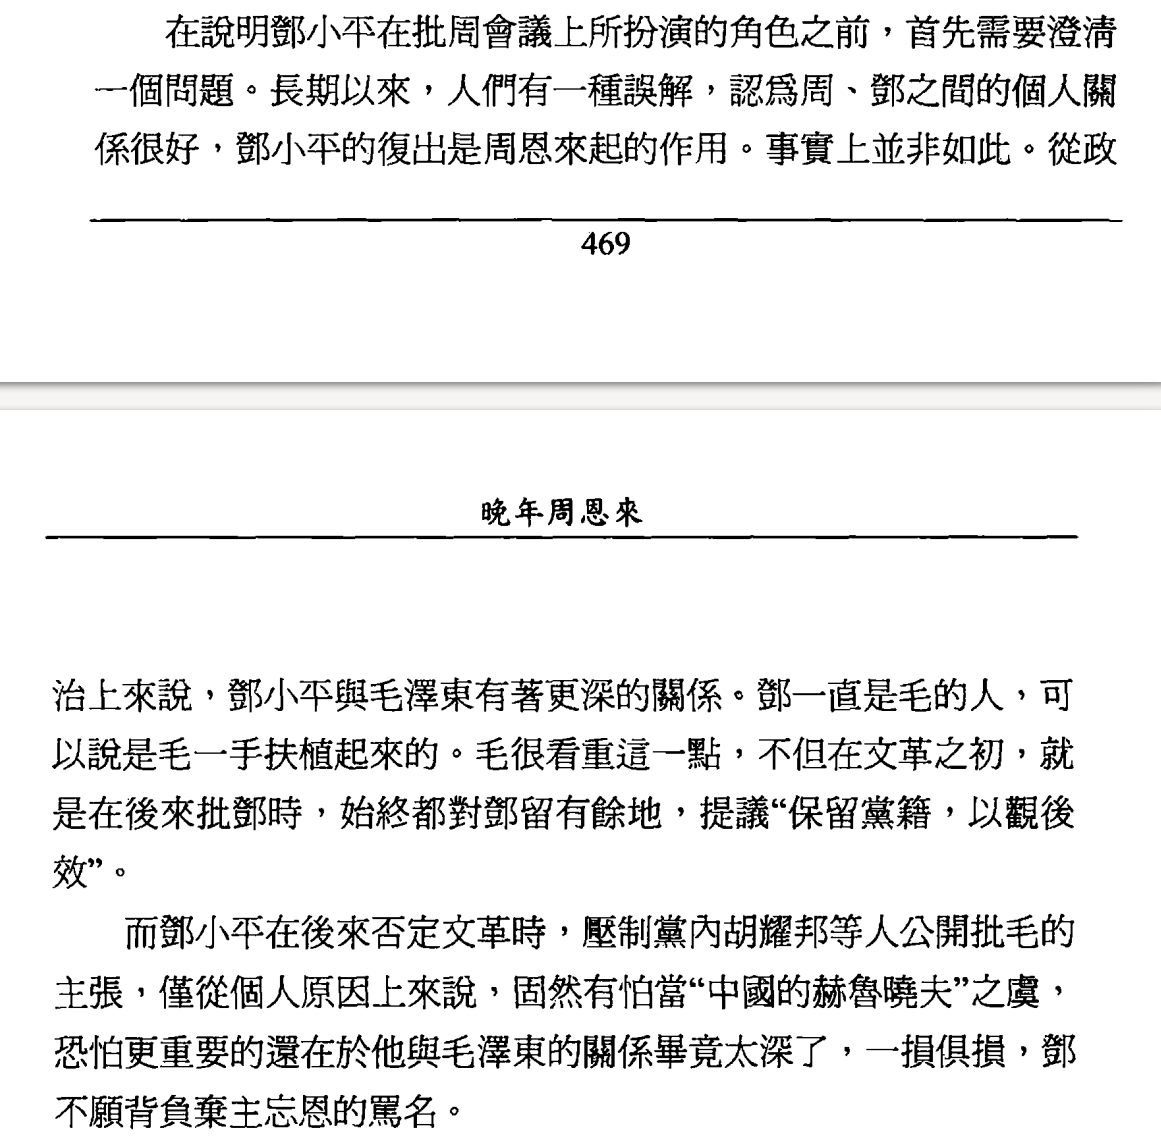 在說明鄧小平在批周會議上所扮演的角色之前，首先需要澄清
一個問題。長期以來，人們有一種誤解，認爲周、鄧之間的個人關
係很好，鄧小平的復出是周恩來起的作用。事實上並非如此。從政
469
晚年周恩來
治上來說，鄧小平與毛澤東有著更深的關係。鄧一直是毛的人，可
以說是毛一手扶植起來的。毛很看重這一點，不但在文革之初，就
是在後來批鄧時，始終都對鄧留有餘地，提議“保留黨籍，以觀後
效”。
而鄧小平在後來否定文革時，壓制黨內胡耀邦等人公開批毛的
主張，僅從個人原因上來說，固然有怕當“中國的赫魯曉夫”之虞，
恐怕更重要的還在於他與毛澤東的關係畢竟太深了，一損俱損，鄧
不願背負棄主忘恩的罵名。